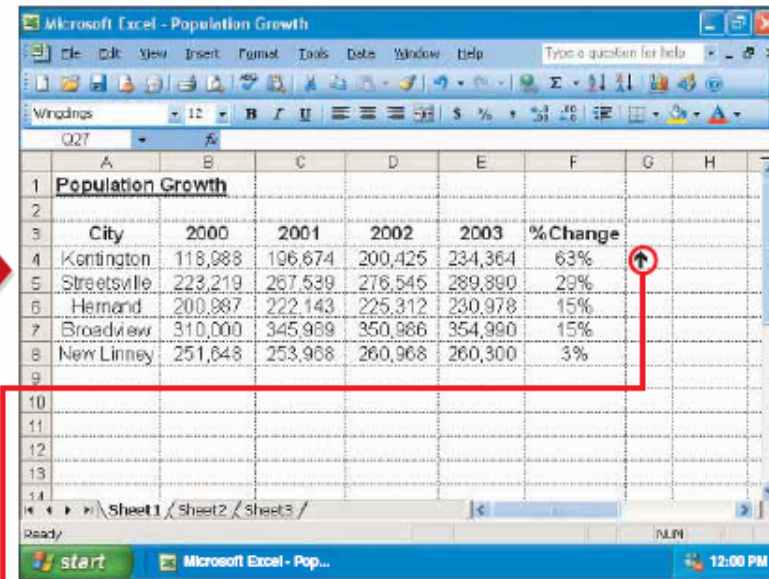 Microsoft Excel - Population Growth
File Edit View Insert Format Tools Data Window Help Type a question for help
Wingdings 12 B I U $ %
Q27 fx
A B C D E F G H
1 Population Growth
2
3 City 2000 2001 2002 2003 %Change
4 Kentington 118,988 196,674 200,425 234,364 63%
5 Streetsville 223,219 267,539 276,545 289,890 29%
6 Hernand 200,987 222,143 225,312 230,978 15%
7 Broadview 310,000 345,989 350,986 354,990 15%
8 New Linney 251,648 253,968 260,968 260,300 3%
9
10
11
12
13
14
Sheet1 / Sheet2 / Sheet3 /
Ready NUM
start Microsoft Excel - Pop... 12:00 PM